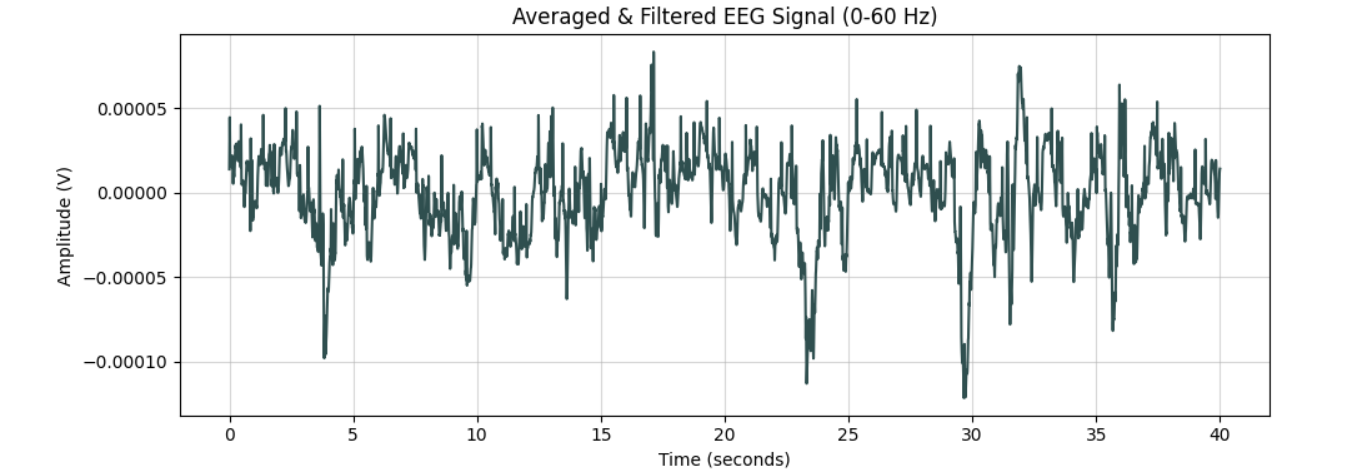 Averaged & Filtered EEG Signal (0-60 Hz)
Amplitude (V)
0.00005
0.00000
−0.00005
−0.00010
0 5 10 15 20 25 30 35 40
Time (seconds)